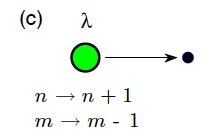 (c) λ
n → n + 1
m → m - 1